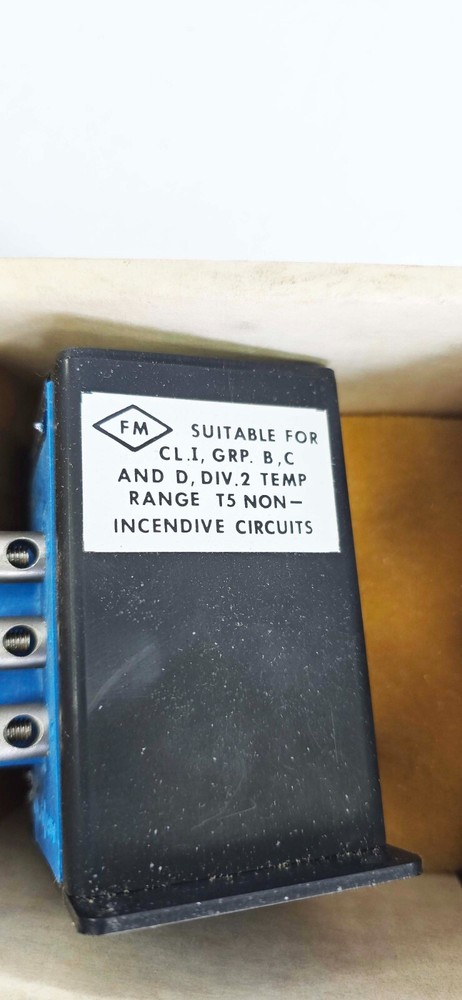 FM SUITABLE FOR
CL.I, GRP. B,C
AND D, DIV.2 TEMP
RANGE T5 NON-
INCENDIVE CIRCUITS